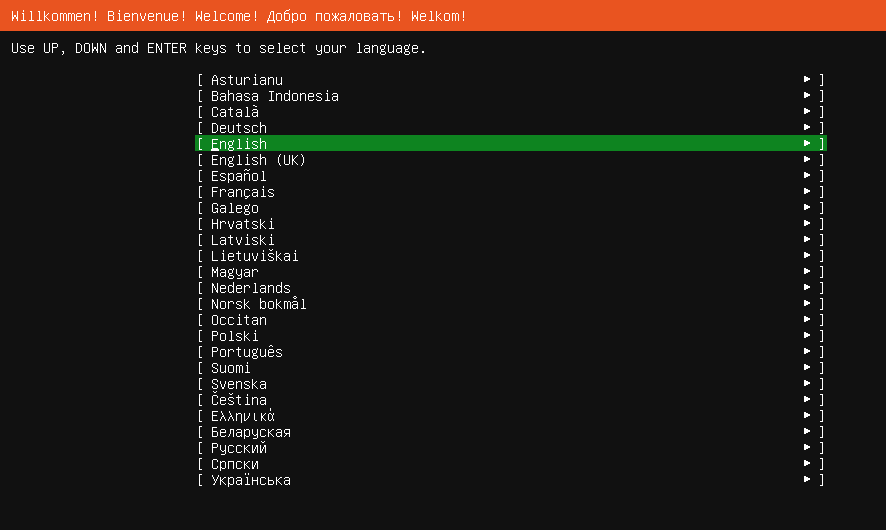 Willkommen! Bienvenue! Welcome! Добро пожаловать! Welkom!
Use UP, DOWN and ENTER keys to select your language.
[ Asturianu ► ]
[ Bahasa Indonesia ► ]
[ Català ► ]
[ Deutsch ► ]
[ English ► ]
[ English (UK) ► ]
[ Español ► ]
[ Français ► ]
[ Galego ► ]
[ Hrvatski ► ]
[ Latviski ► ]
[ Lietuviškai ► ]
[ Magyar ► ]
[ Nederlands ► ]
[ Norsk bokmål ► ]
[ Occitan ► ]
[ Polski ► ]
[ Português ► ]
[ Suomi ► ]
[ Svenska ► ]
[ Čeština ► ]
[ Ελληνικά ► ]
[ Беларуская ► ]
[ Русский ► ]
[ Српски ► ]
[ Українська ► ]